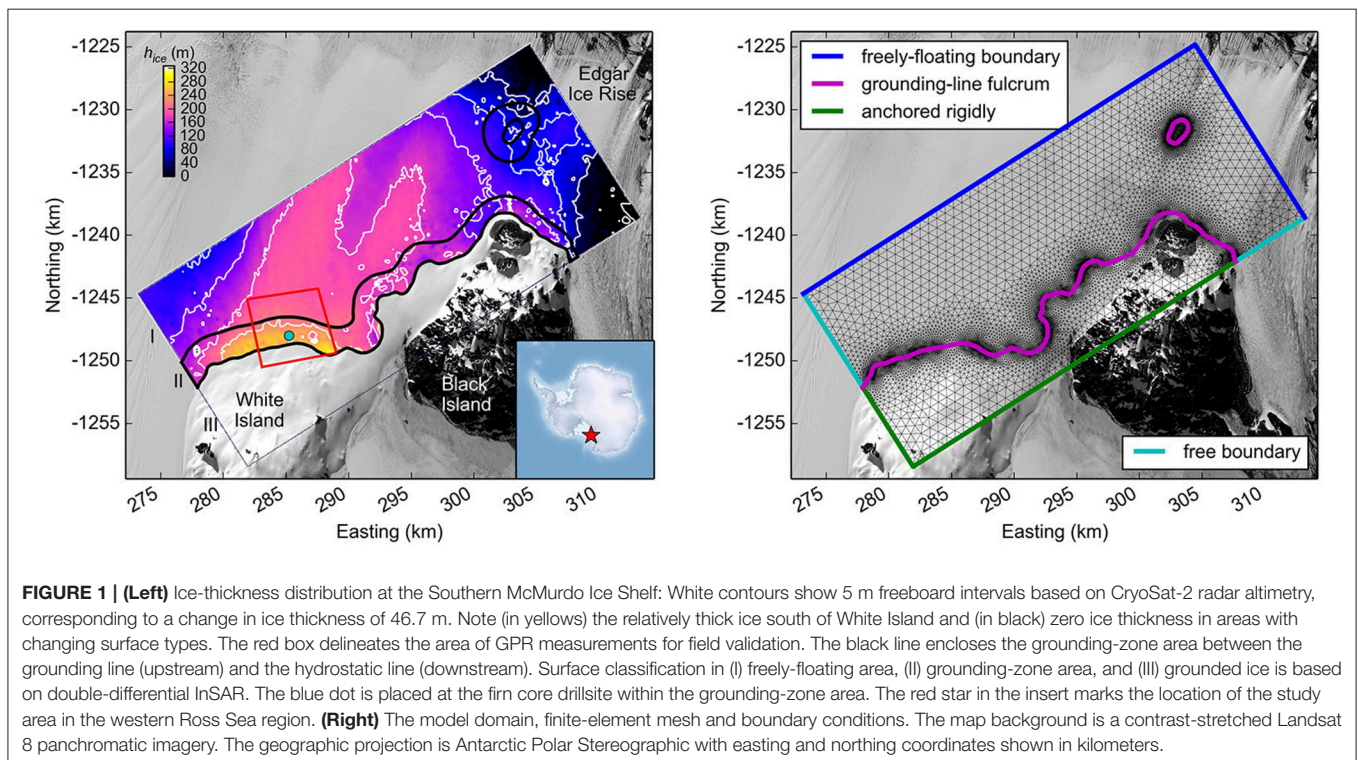 -1225
-1230
-1235
-1240
-1245
-1250
-1255
Northing (km)
h_ice (m)
320
280
240
200
160
120
80
40
0
Edgar
Ice Rise
I
II
III
White
Island
Black
Island
275
280
285
290
295
300
305
310
Easting (km)
-1225
-1230
-1235
-1240
-1245
-1250
-1255
Northing (km)
freely-floating boundary
grounding-line fulcrum
anchored rigidly
free boundary
275
280
285
290
295
300
305
310
Easting (km)
FIGURE 1 | (Left) Ice-thickness distribution at the Southern McMurdo Ice Shelf: White contours show 5 m freeboard intervals based on CryoSat-2 radar altimetry,
corresponding to a change in ice thickness of 46.7 m. Note (in yellows) the relatively thick ice south of White Island and (in black) zero ice thickness in areas with
changing surface types. The red box delineates the area of GPR measurements for field validation. The black line encloses the grounding-zone area between the
grounding line (upstream) and the hydrostatic line (downstream). Surface classification in (I) freely-floating area, (II) grounding-zone area, and (III) grounded ice is based
on double-differential InSAR. The blue dot is placed at the firn core drillsite within the grounding-zone area. The red star in the insert marks the location of the study
area in the western Ross Sea region. (Right) The model domain, finite-element mesh and boundary conditions. The map background is a contrast-stretched Landsat
8 panchromatic imagery. The geographic projection is Antarctic Polar Stereographic with easting and northing coordinates shown in kilometers.